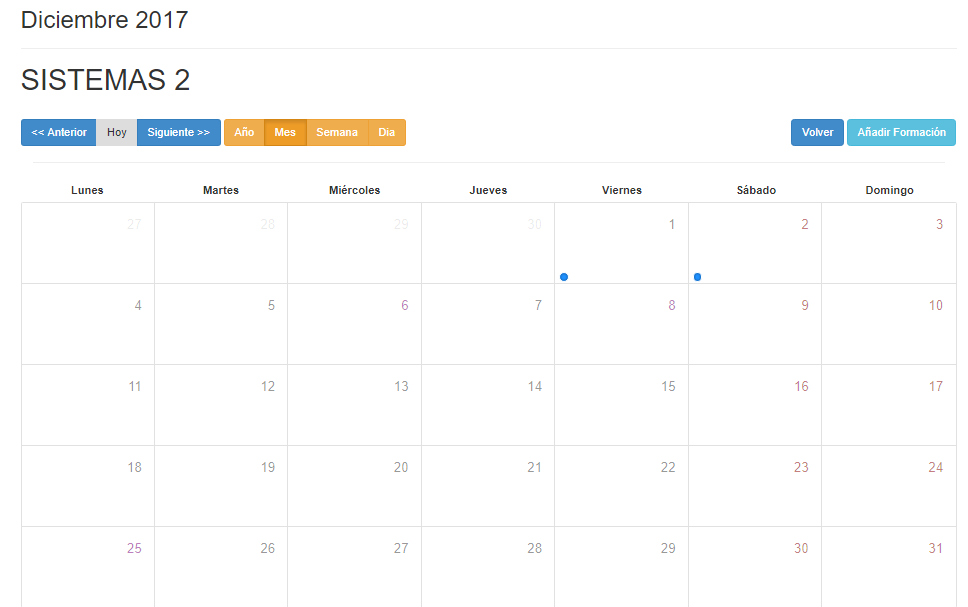 Diciembre 2017
SISTEMAS 2
<< Anterior Hoy Siguiente >> Año Mes Semana Dia Volver Añadir Formación
Lunes Martes Miércoles Jueves Viernes Sábado Domingo
27 28 29 30 1 2 3
4 5 6 7 8 9 10
11 12 13 14 15 16 17
18 19 20 21 22 23 24
25 26 27 28 29 30 31